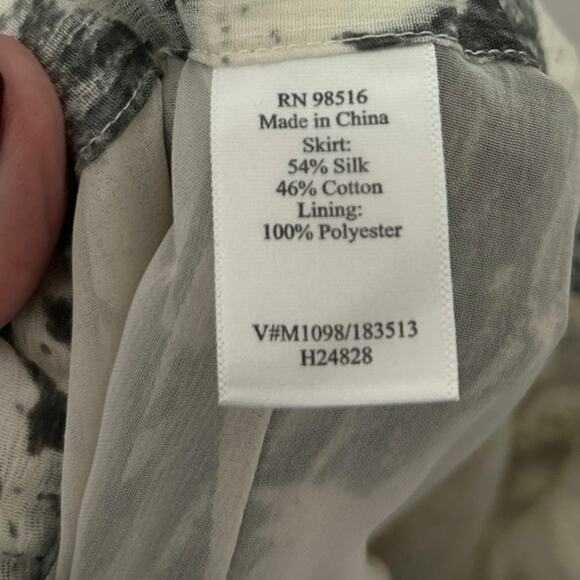 RN 98516
Made in China
Skirt:
54% Silk
46% Cotton
Lining:
100% Polyester
V#M1098/183513
H24828